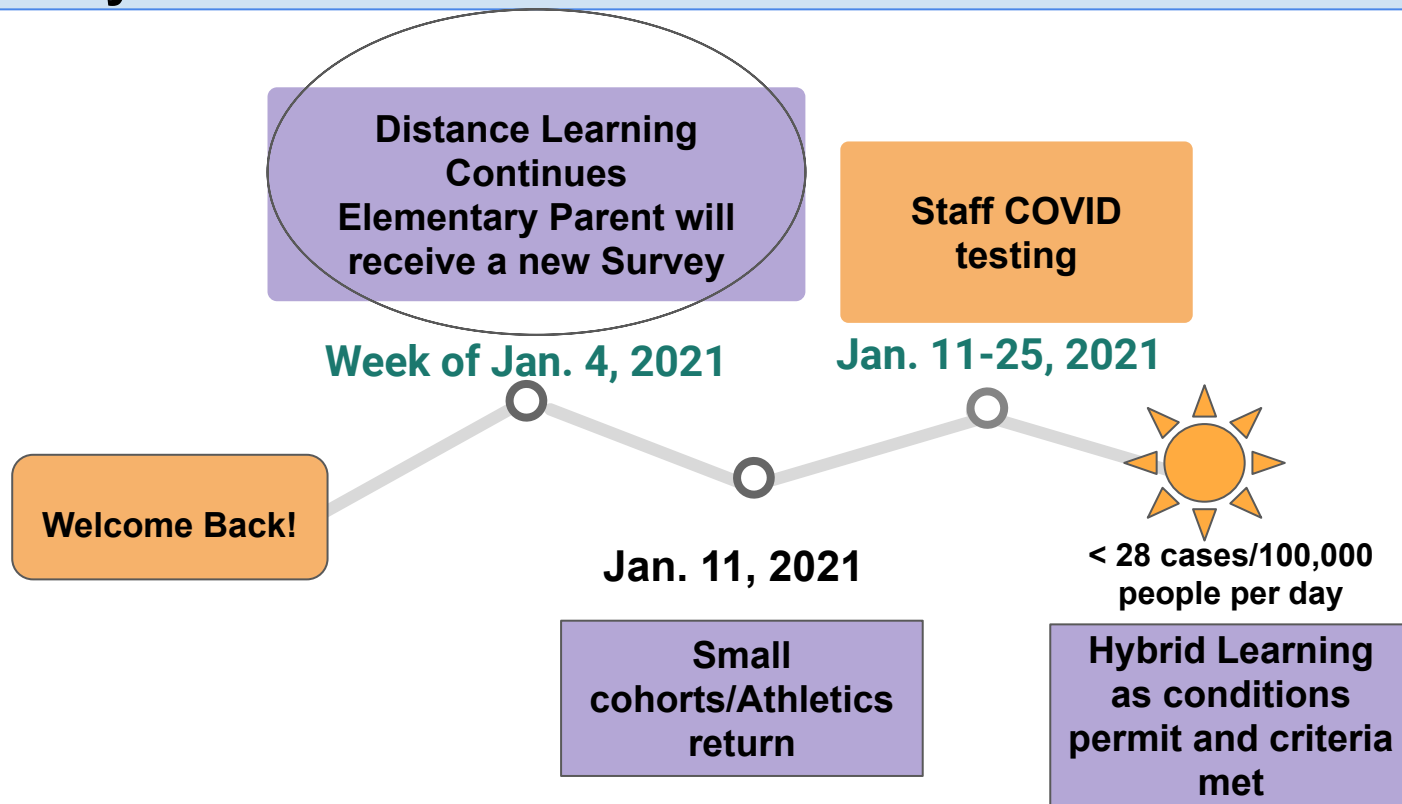 Distance Learning
Continues
Elementary Parent will
receive a new Survey
Staff COVID
testing
Week of Jan. 4, 2021
Jan. 11-25, 2021
Welcome Back!
Jan. 11, 2021
< 28 cases/100,000
people per day
Small
cohorts/Athletics
return
Hybrid Learning
as conditions
permit and criteria
met